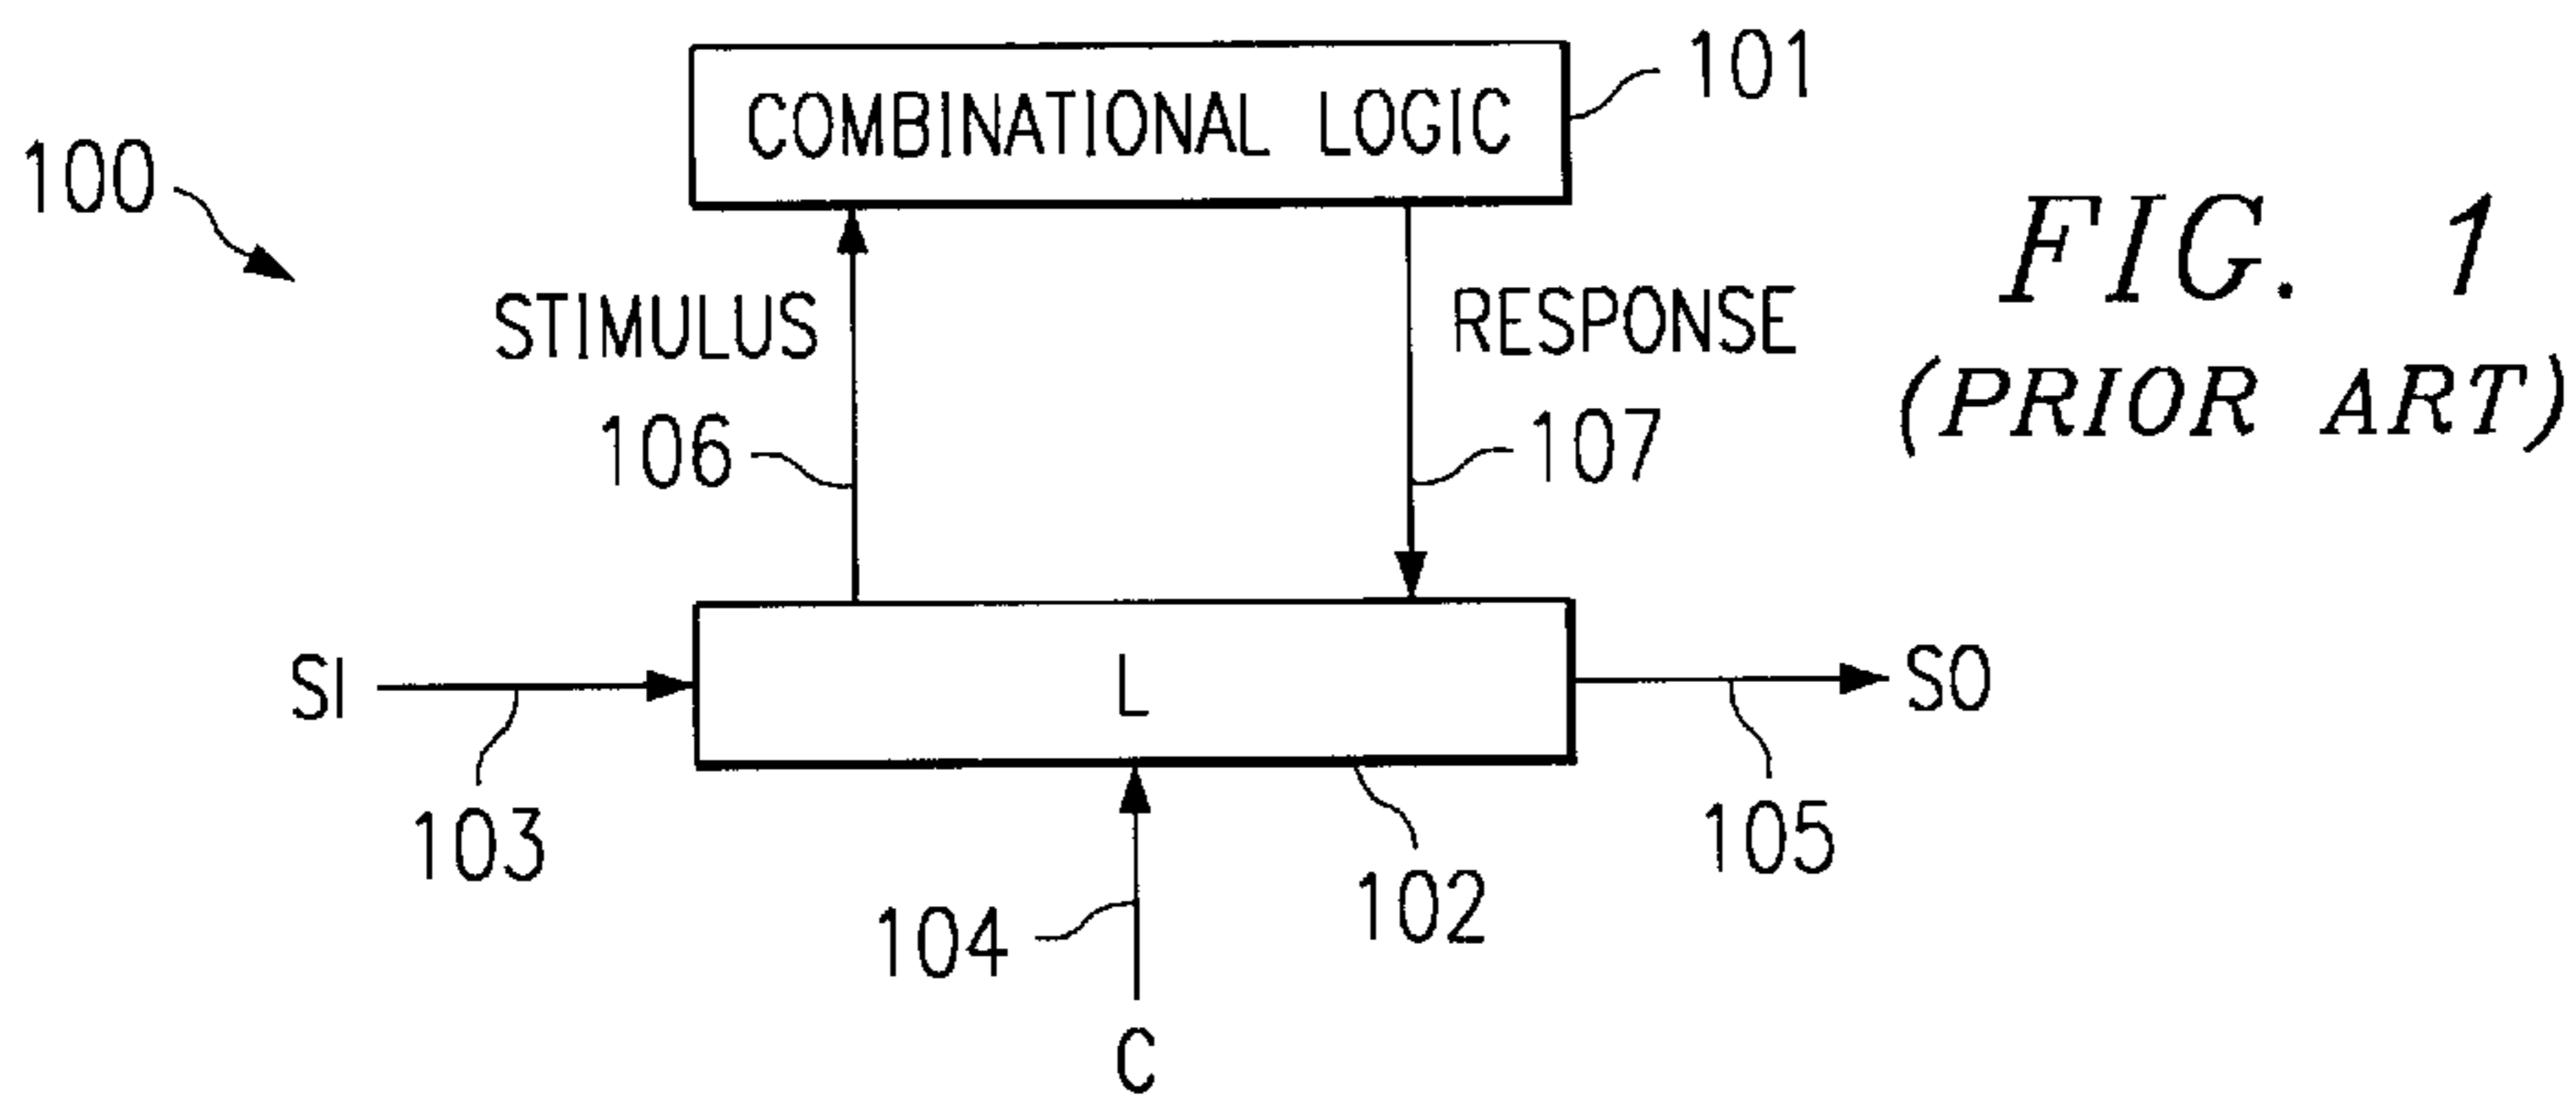 COMBINATIONAL LOGIC
101
100
FIG. 1
(PRIOR ART)
STIMULUS
RESPONSE
106
107
SI
L
SO
103
105
104
102
C